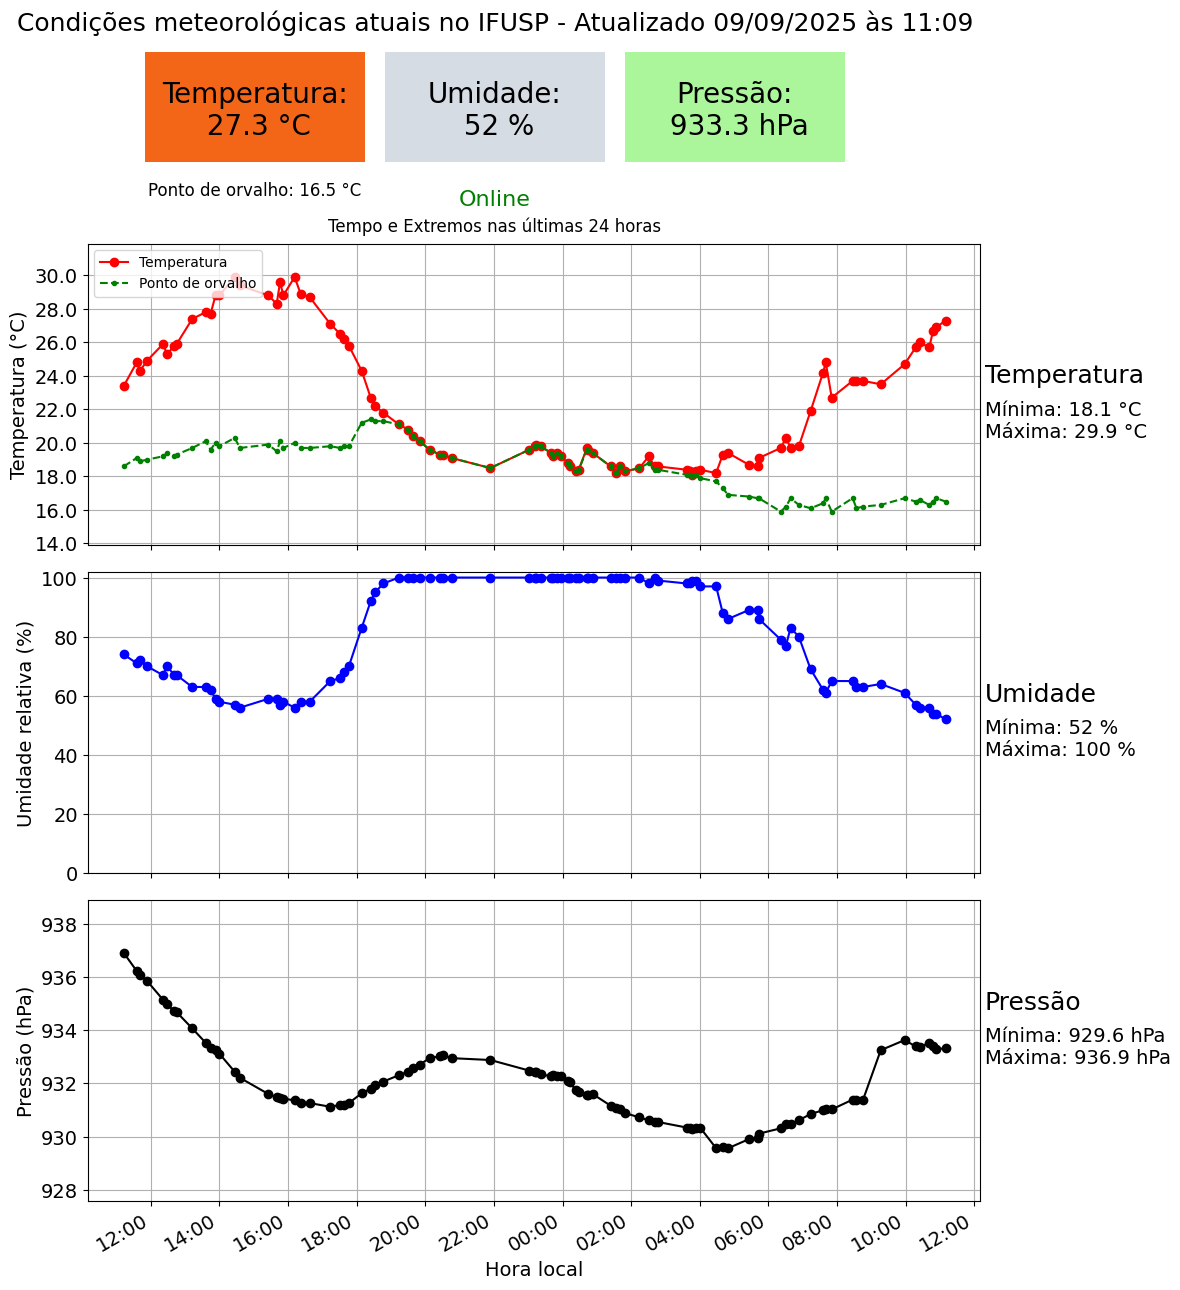 Condições meteorológicas atuais no IFUSP - Atualizado 09/09/2025 às 11:09
Temperatura:
27.3 °C
Umidade:
52 %
Pressão:
933.3 hPa
Ponto de orvalho: 16.5 °C
Online
Tempo e Extremos nas últimas 24 horas
Temperatura
Ponto de orvalho
Temperatura (°C)
30.0
28.0
26.0
24.0
22.0
20.0
18.0
16.0
14.0
Temperatura
Mínima: 18.1 °C
Máxima: 29.9 °C
Umidade relativa (%)
100
80
60
40
20
0
Umidade
Mínima: 52 %
Máxima: 100 %
Pressão (hPa)
938
936
934
932
930
928
Pressão
Mínima: 929.6 hPa
Máxima: 936.9 hPa
12:00
14:00
16:00
18:00
20:00
22:00
00:00
02:00
04:00
06:00
08:00
10:00
12:00
Hora local